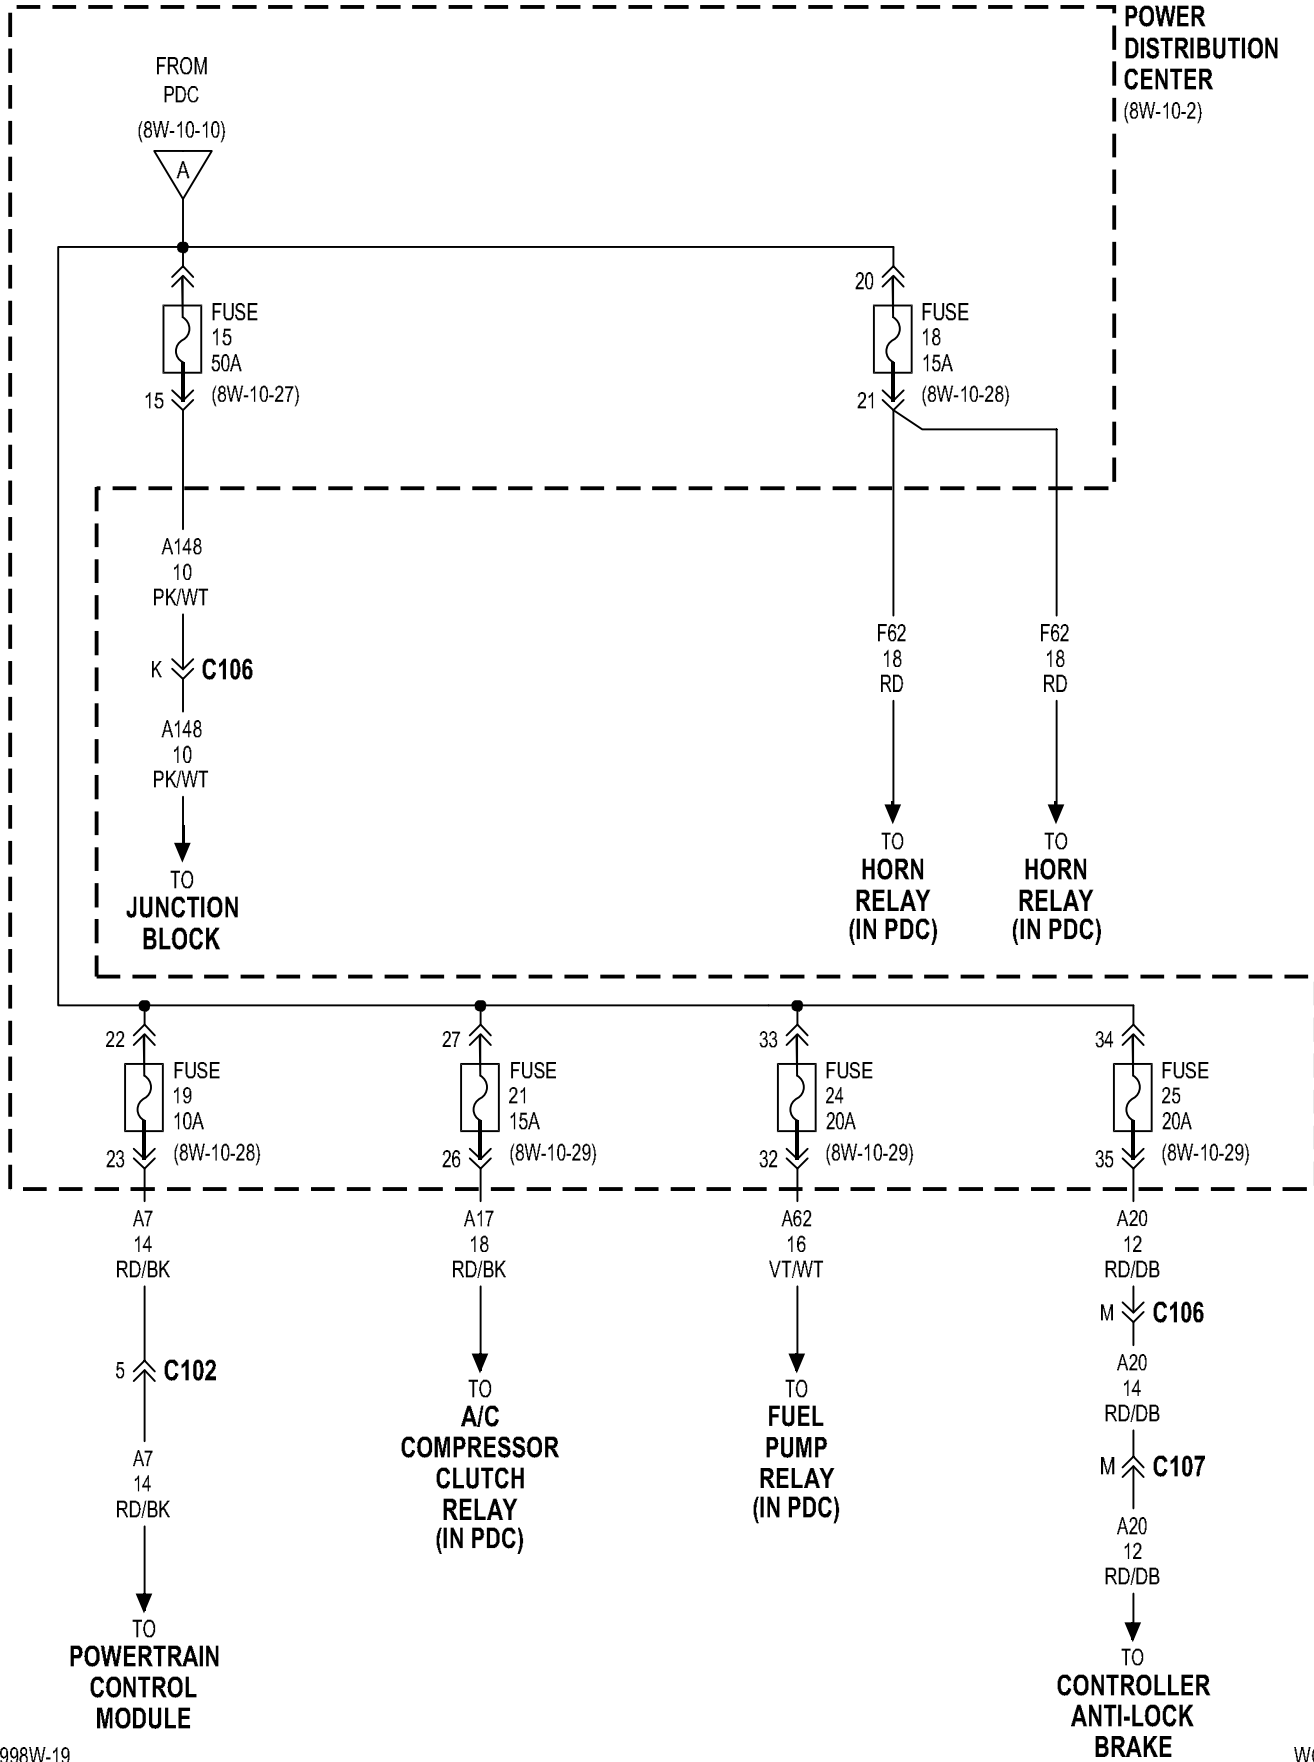 POWER
DISTRIBUTION
CENTER
(8W-10-2)
FROM
PDC
(8W-10-10)
A
FUSE
15
50A
(8W-10-27)
15
20
FUSE
18
15A
(8W-10-28)
21
A148
10
PK/WT
K C106
A148
10
PK/WT
TO
JUNCTION
BLOCK
F62
18
RD
TO
HORN
RELAY
(IN PDC)
F62
18
RD
TO
HORN
RELAY
(IN PDC)
22
FUSE
19
10A
(8W-10-28)
23
27
FUSE
21
15A
(8W-10-29)
26
33
FUSE
24
20A
(8W-10-29)
32
34
FUSE
25
20A
(8W-10-29)
35
A7
14
RD/BK
5 C102
A7
14
RD/BK
TO
POWERTRAIN
CONTROL
MODULE
A17
18
RD/BK
TO
A/C
COMPRESSOR
CLUTCH
RELAY
(IN PDC)
A62
16
VT/WT
TO
FUEL
PUMP
RELAY
(IN PDC)
A20
12
RD/DB
M C106
A20
14
RD/DB
M C107
A20
12
RD/DB
TO
CONTROLLER
ANTI-LOCK
BRAKE
998W-19